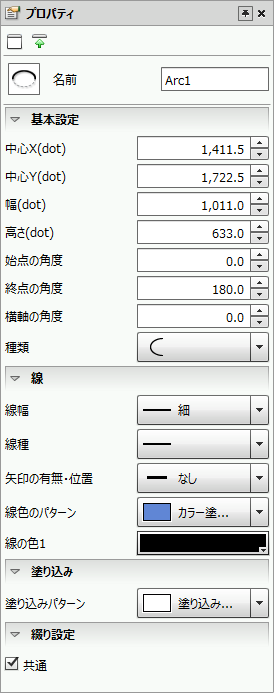 プロパティ
名前 Arc1
基本設定
中心X(dot) 1,411.5
中心Y(dot) 1,722.5
幅(dot) 1,011.0
高さ(dot) 633.0
始点の角度 0.0
終点の角度 180.0
横軸の角度 0.0
種類
線
線幅 細
線種
矢印の有無・位置 なし
線色のパターン カラー塗...
線の色1
塗り込み
塗り込みパターン 塗り込み...
綴り設定
共通